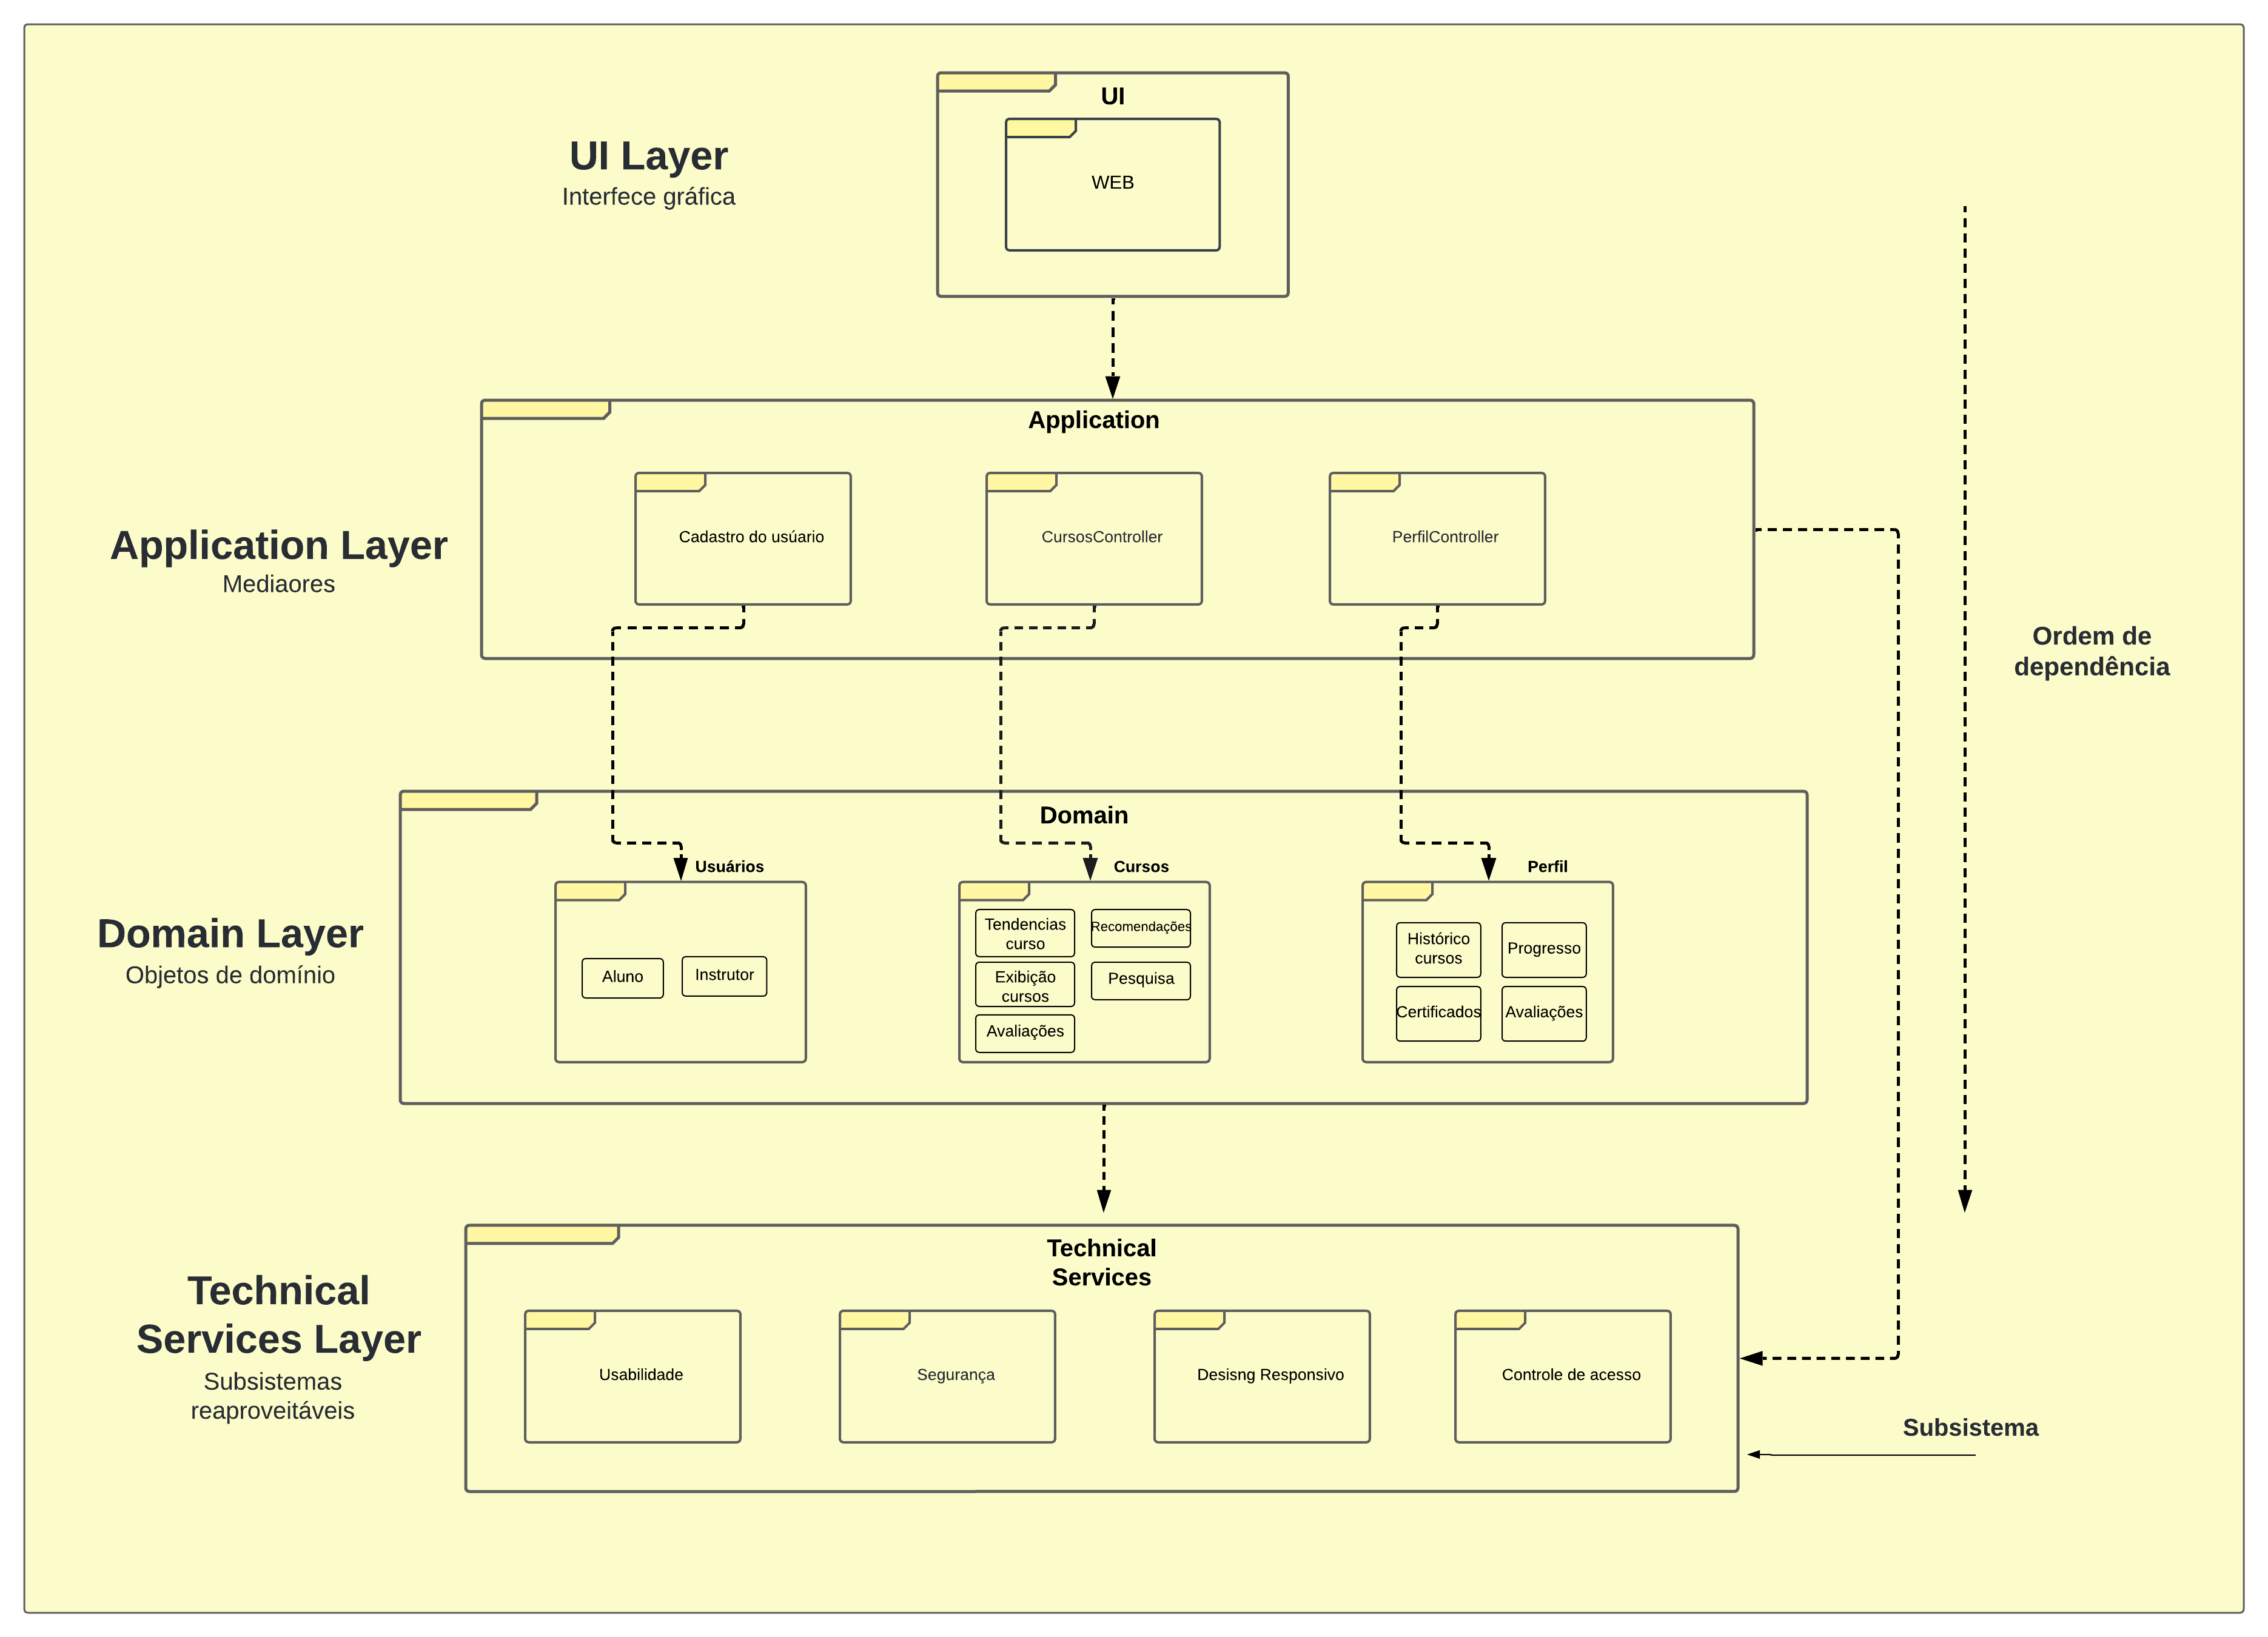 UI
UI Layer
Interfece gráfica
WEB
Application
Application Layer
Mediaores
Cadastro do usúario
CursosController
PerfilController
Ordem de
dependência
Domain
Domain Layer
Objetos de domínio
Usuários
Aluno
Instrutor
Cursos
Tendencias
curso
Recomendações
Exibição
cursos
Pesquisa
Avaliações
Perfil
Histórico
cursos
Progresso
Certificados
Avaliações
Technical
Services
Technical
Services Layer
Subsistemas
reaproveitáveis
Usabilidade
Segurança
Desisng Responsivo
Controle de acesso
Subsistema